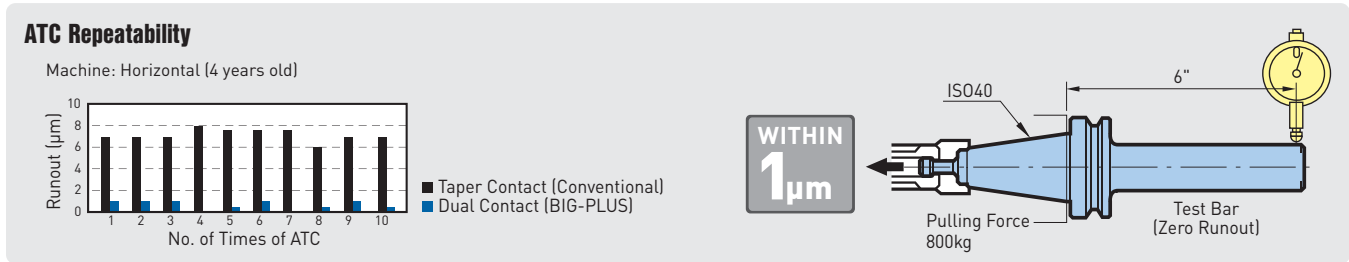 ATC Repeatability
Machine: Horizontal (4 years old)
Runout (µm)
10
8
6
4
2
0
1 2 3 4 5 6 7 8 9 10
No. of Times of ATC
Taper Contact (Conventional)
Dual Contact (BIG-PLUS)
WITHIN
1µm
ISO40
6"
Pulling Force
800kg
Test Bar
(Zero Runout)